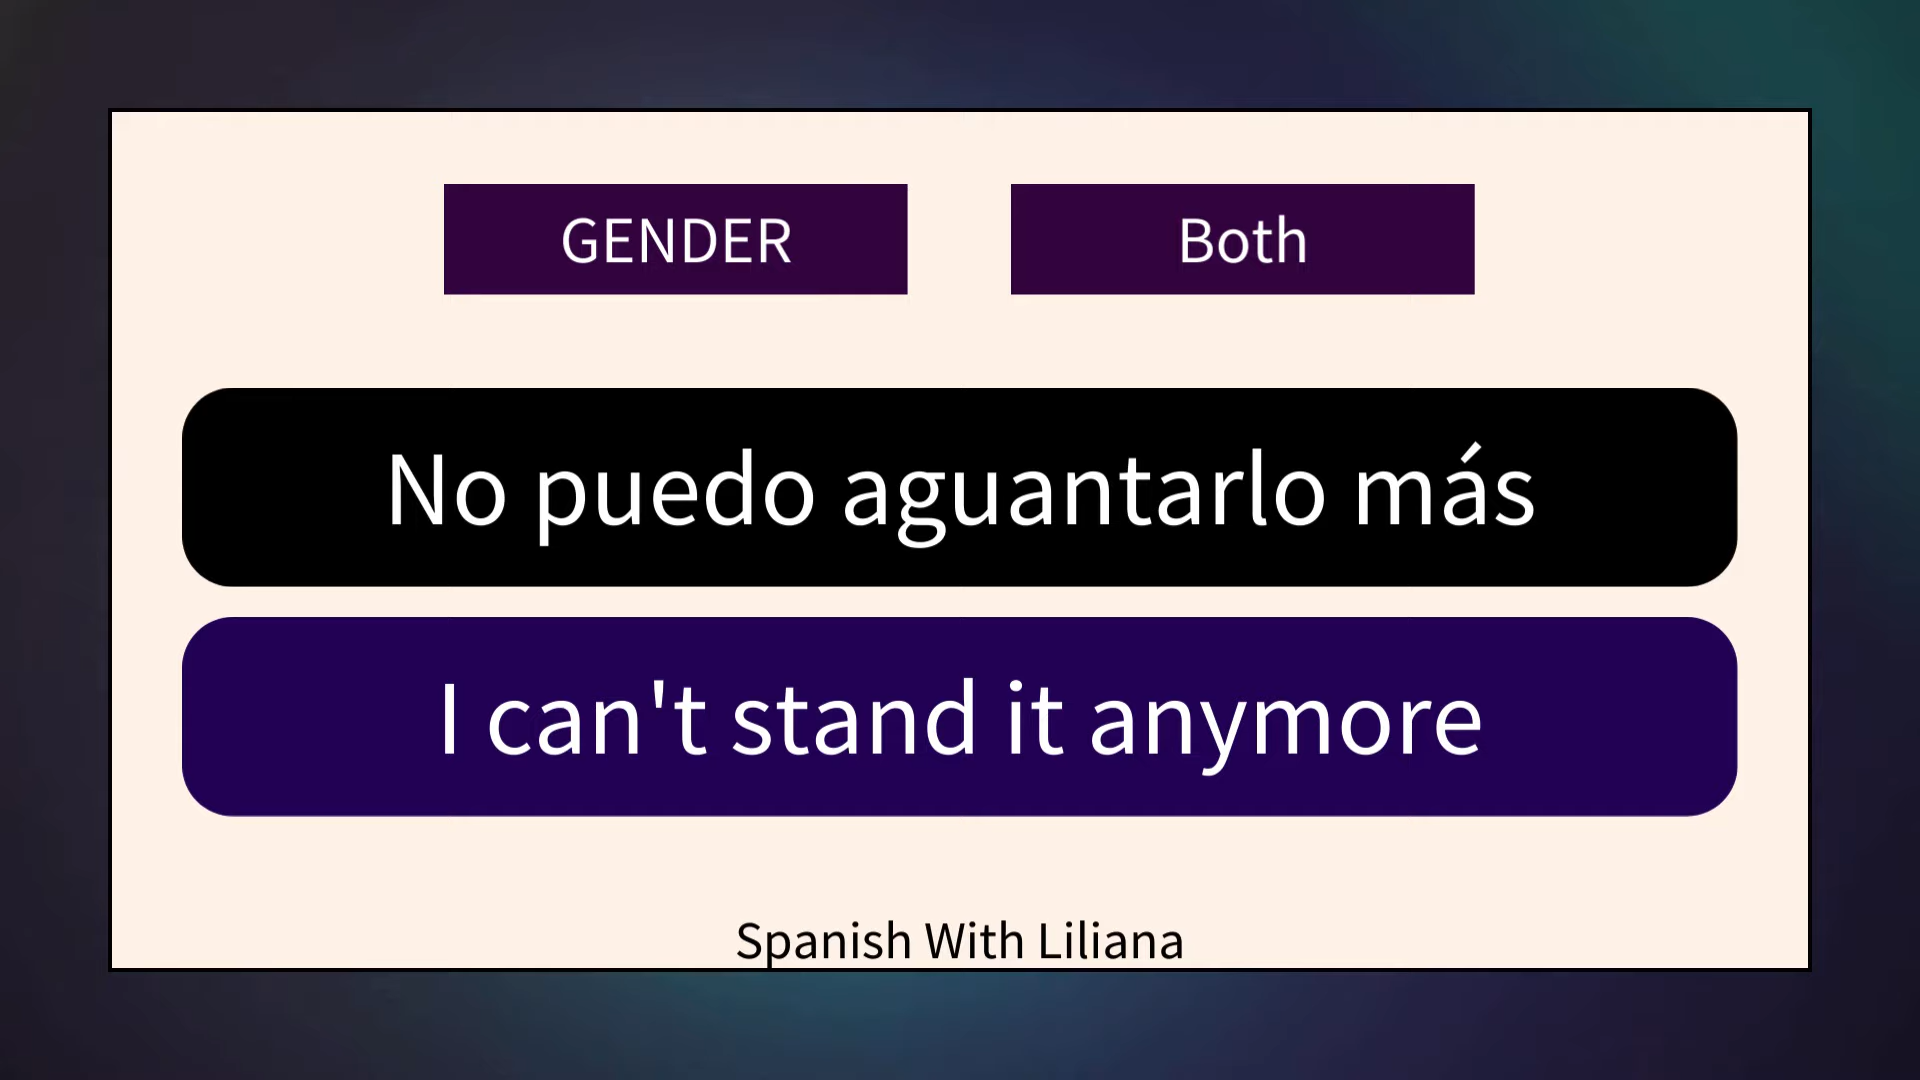 GENDER Both
No puedo aguantarlo más
I can't stand it anymore
Spanish With Liliana